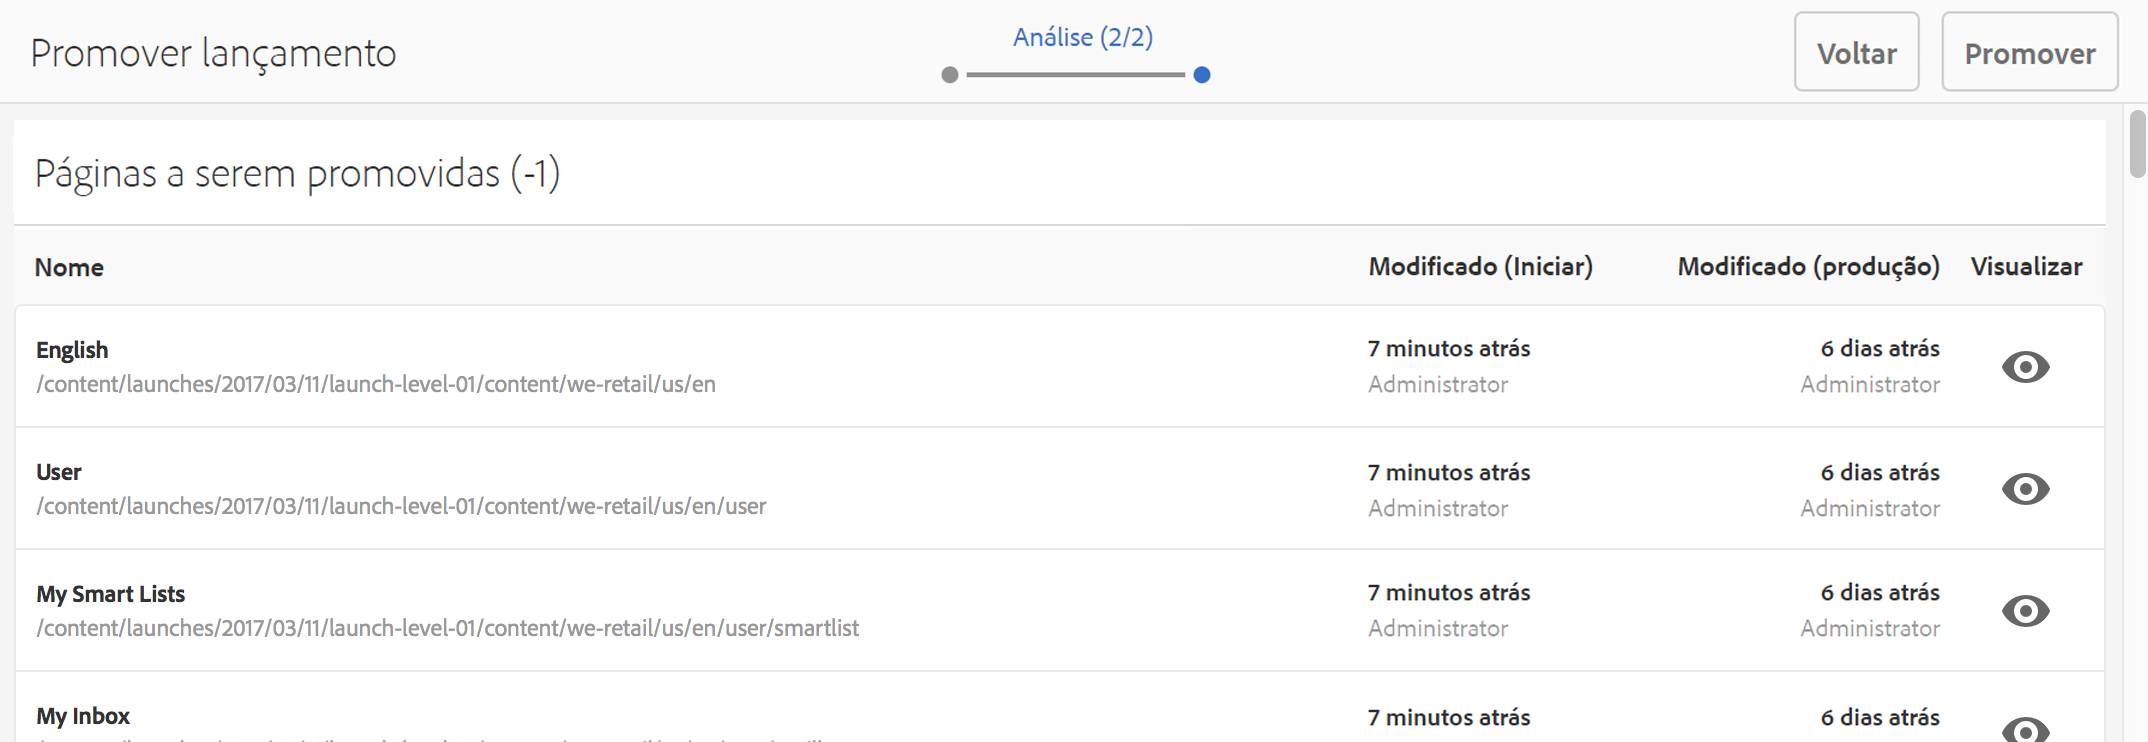 Promover lançamento
Análise (2/2)
Voltar
Promover
Páginas a serem promovidas (-1)
Nome
Modificado (Iniciar)
Modificado (produção)
Visualizar
English
7 minutos atrás
6 dias atrás
/content/launches/2017/03/11/launch-level-01/content/we-retail/us/en
Administrator
Administrator
User
7 minutos atrás
6 dias atrás
/content/launches/2017/03/11/launch-level-01/content/we-retail/us/en/user
Administrator
Administrator
My Smart Lists
7 minutos atrás
6 dias atrás
/content/launches/2017/03/11/launch-level-01/content/we-retail/us/en/user/smartlist
Administrator
Administrator
My Inbox
7 minutos atrás
6 dias atrás